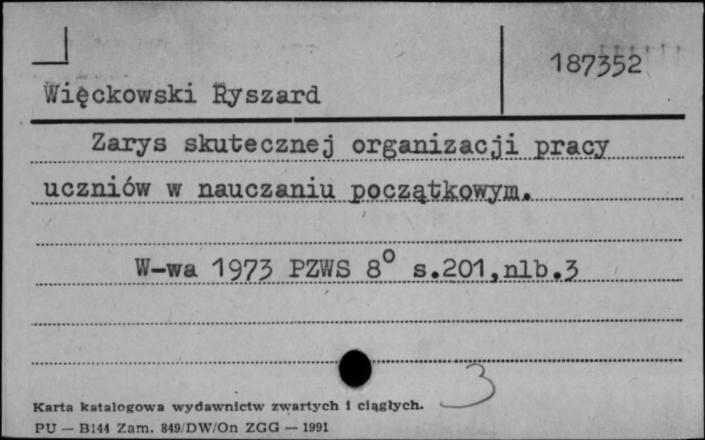 187352
Więckowski Ryszard
Zarys skutecznej organizacji pracy
uczniów w nauczaniu początkowym.
W-wa 1973 PZWS 8° s.201,nlb.3
3
Karta katalogowa wydawnictw zwartych i ciągłych.
PU — B144 Zam. 849/DW/On ZGG — 1991